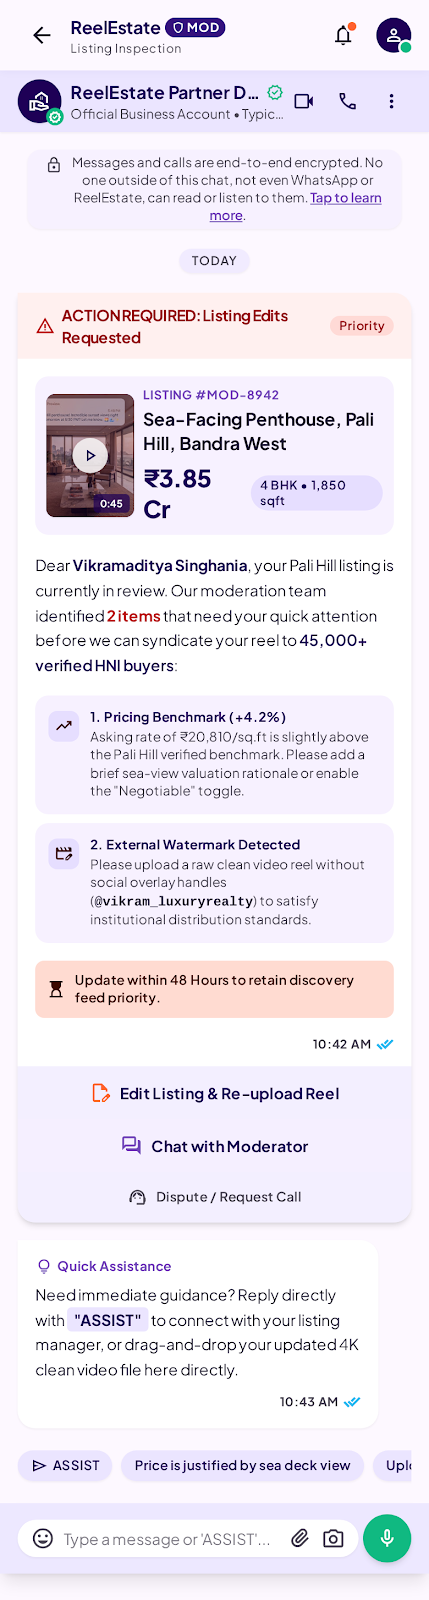 ReelEstate MOD
Listing Inspection
ReelEstate Partner D...
Official Business Account • Typic...
Messages and calls are end-to-end encrypted. No
one outside of this chat, not even WhatsApp or
ReelEstate, can read or listen to them. Tap to learn
more.
TODAY
ACTION REQUIRED: Listing Edits
Requested
Priority
LISTING #MOD-8942
Sea-Facing Penthouse, Pali
Hill, Bandra West
₹3.85
Cr
4 BHK • 1,850
sqft
0:45
Dear Vikramaditya Singhania, your Pali Hill listing is
currently in review. Our moderation team
identified 2 items that need your quick attention
before we can syndicate your reel to 45,000+
verified HNI buyers:
1. Pricing Benchmark (+4.2%)
Asking rate of ₹20,810/sq.ft is slightly above
the Pali Hill verified benchmark. Please add a
brief sea-view valuation rationale or enable
the "Negotiable" toggle.
2. External Watermark Detected
Please upload a raw clean video reel without
social overlay handles
(@vikram_luxuryrealty) to satisfy
institutional distribution standards.
Update within 48 Hours to retain discovery
feed priority.
10:42 AM
Edit Listing & Re-upload Reel
Chat with Moderator
Dispute / Request Call
Quick Assistance
Need immediate guidance? Reply directly
with "ASSIST" to connect with your listing
manager, or drag-and-drop your updated 4K
clean video file here directly.
10:43 AM
ASSIST
Price is justified by sea deck view
Uplo
Type a message or 'ASSIST'...